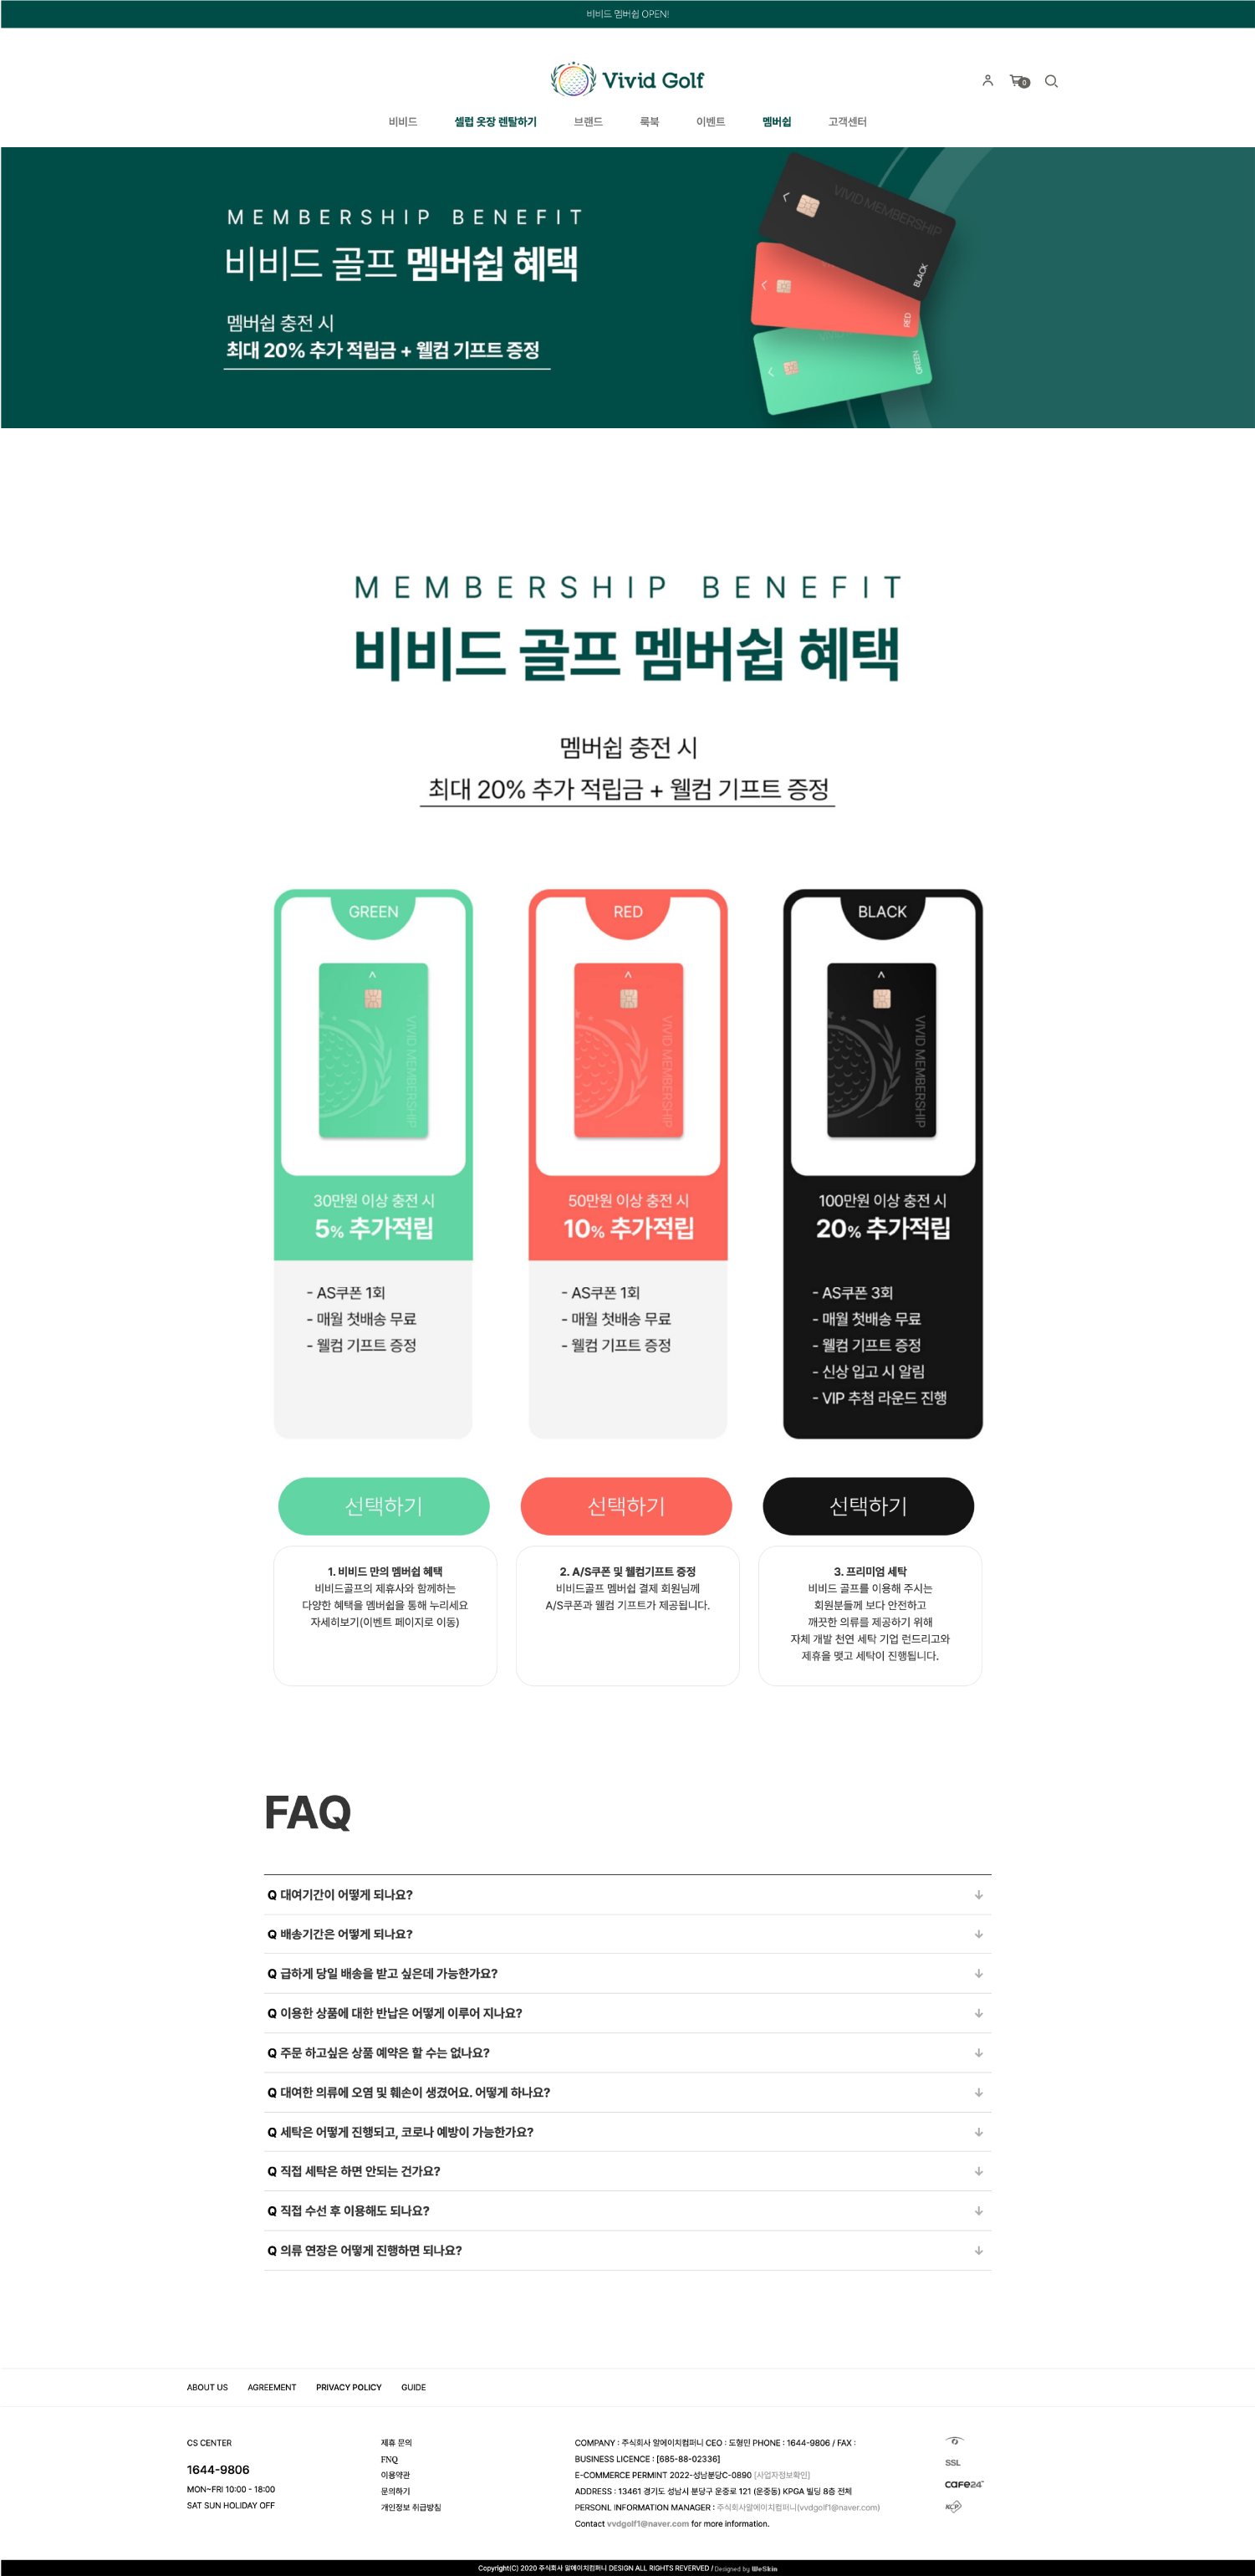 비비드 멤버쉽 OPEN!
Vivid Golf
0
비비드 셀럽 옷장 렌탈하기 브랜드 룩북 이벤트 멤버쉽 고객센터
MEMBERSHIP BENEFIT
비비드 골프 멤버쉽 혜택
멤버쉽 충전 시
최대 20% 추가 적립금 + 웰컴 기프트 증정
VIVID MEMBERSHIP
BLACK
RED
GREEN
MEMBERSHIP BENEFIT
비비드 골프 멤버쉽 혜택
멤버쉽 충전 시
최대 20% 추가 적립금 + 웰컴 기프트 증정
GREEN
VIVID MEMBERSHIP
30만원 이상 충전 시
5% 추가적립
- AS쿠폰 1회
- 매월 첫배송 무료
- 웰컴 기프트 증정
RED
VIVID MEMBERSHIP
50만원 이상 충전 시
10% 추가적립
- AS쿠폰 1회
- 매월 첫배송 무료
- 웰컴 기프트 증정
BLACK
VIVID MEMBERSHIP
100만원 이상 충전 시
20% 추가적립
- AS쿠폰 3회
- 매월 첫배송 무료
- 웰컴 기프트 증정
- 신상 입고 시 알림
- VIP 추첨 라운드 진행
선택하기
선택하기
선택하기
1. 비비드 만의 멤버쉽 혜택
비비드골프의 제휴사와 함께하는
다양한 혜택을 멤버쉽을 통해 누리세요
자세히보기(이벤트 페이지로 이동)
2. A/S쿠폰 및 웰컴기프트 증정
비비드골프 멤버쉽 결제 회원님께
A/S쿠폰과 웰컴 기프트가 제공됩니다.
3. 프리미엄 세탁
비비드 골프를 이용해 주시는
회원분들께 보다 안전하고
깨끗한 의류를 제공하기 위해
자체 개발 천연 세탁 기업 런드리고와
제휴을 맺고 세탁이 진행됩니다.
FAQ
Q 대여기간이 어떻게 되나요?
Q 배송기간은 어떻게 되나요?
Q 급하게 당일 배송을 받고 싶은데 가능한가요?
Q 이용한 상품에 대한 반납은 어떻게 이루어 지나요?
Q 주문 하고싶은 상품 예약은 할 수는 없나요?
Q 대여한 의류에 오염 및 훼손이 생겼어요. 어떻게 하나요?
Q 세탁은 어떻게 진행되고, 코로나 예방이 가능한가요?
Q 직접 세탁은 하면 안되는 건가요?
Q 직접 수선 후 이용해도 되나요?
Q 의류 연장은 어떻게 진행하면 되나요?
ABOUT US AGREEMENT PRIVACY POLICY GUIDE
CS CENTER
1644-9806
MON~FRI 10:00 - 18:00
SAT SUN HOLIDAY OFF
제휴 문의
FNQ
이용약관
문의하기
개인정보 취급방침
COMPANY : 주식회사 알에이치컴퍼니 CEO : 도형민 PHONE : 1644-9806 / FAX :
BUSINESS LICENCE : [685-88-02336]
E-COMMERCE PERMINT 2022-성남분당C-0890 [사업자정보확인]
ADDRESS : 13461 경기도 성남시 분당구 운중로 121 (운중동) KPGA 빌딩 8층 전체
PERSONL INFORMATION MANAGER : 주식회사알에이치컴퍼니(vvdgolf1@naver.com)
Contact vvdgolf1@naver.com for more information.
SSL
cafe24
KCP
Copyright(C) 2020 주식회사 알에이치컴퍼니 DESIGN ALL RIGHTS REVERVED / Designed by WeSkin